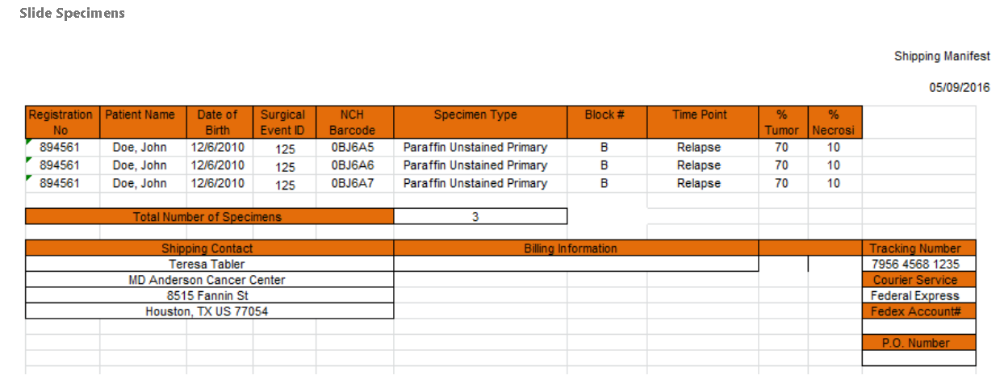 Slide Specimens
Shipping Manifest
05/09/2016
Registration No Patient Name Date of Birth Surgical Event ID NCH Barcode Specimen Type Block # Time Point % Tumor % Necrosi
894561 Doe, John 12/6/2010 125 0BJ6A5 Paraffin Unstained Primary B Relapse 70 10
894561 Doe, John 12/6/2010 125 0BJ6A6 Paraffin Unstained Primary B Relapse 70 10
894561 Doe, John 12/6/2010 125 0BJ6A7 Paraffin Unstained Primary B Relapse 70 10
Total Number of Specimens 3
Shipping Contact Billing Information Tracking Number
Teresa Tabler 7956 4568 1235
MD Anderson Cancer Center Courier Service
8515 Fannin St Federal Express
Houston, TX US 77054 Fedex Account#
P.O. Number